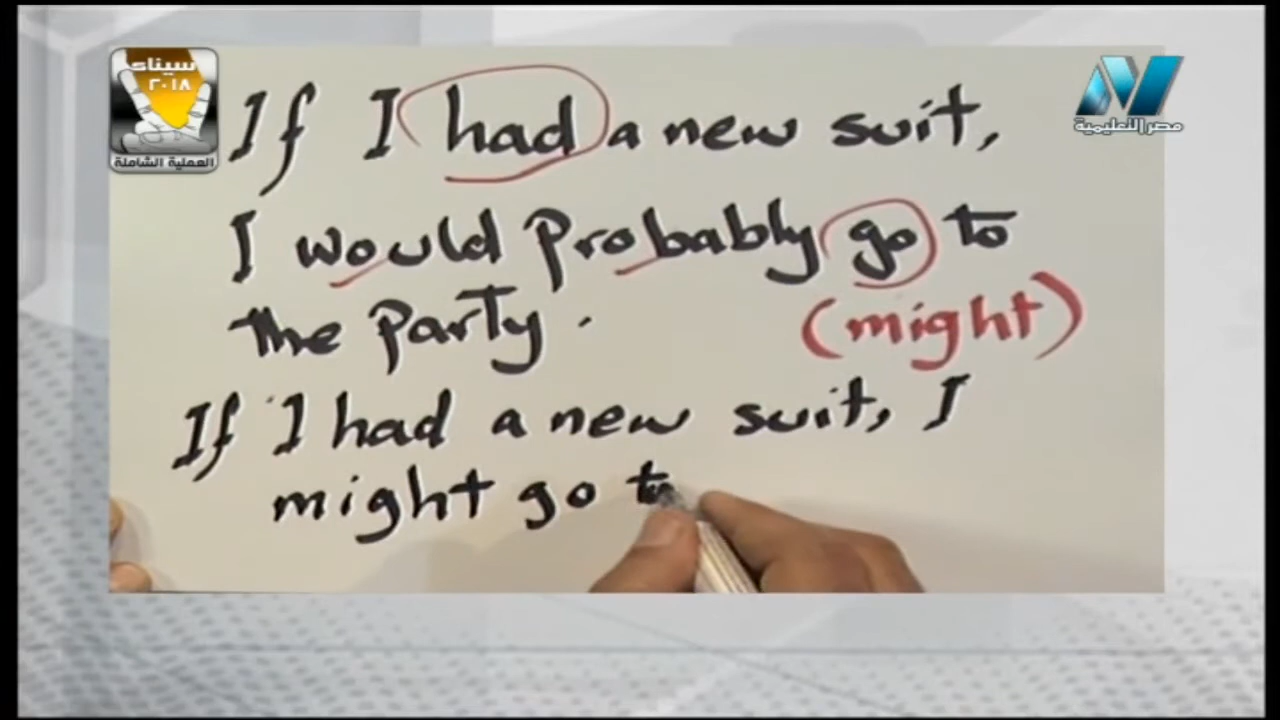 سيناء
٢٠١٨
العملية الشاملة
مصر التعليمية
If I had a new suit,
I would probably go to
the party.
(might)
If I had a new suit, I
might go to